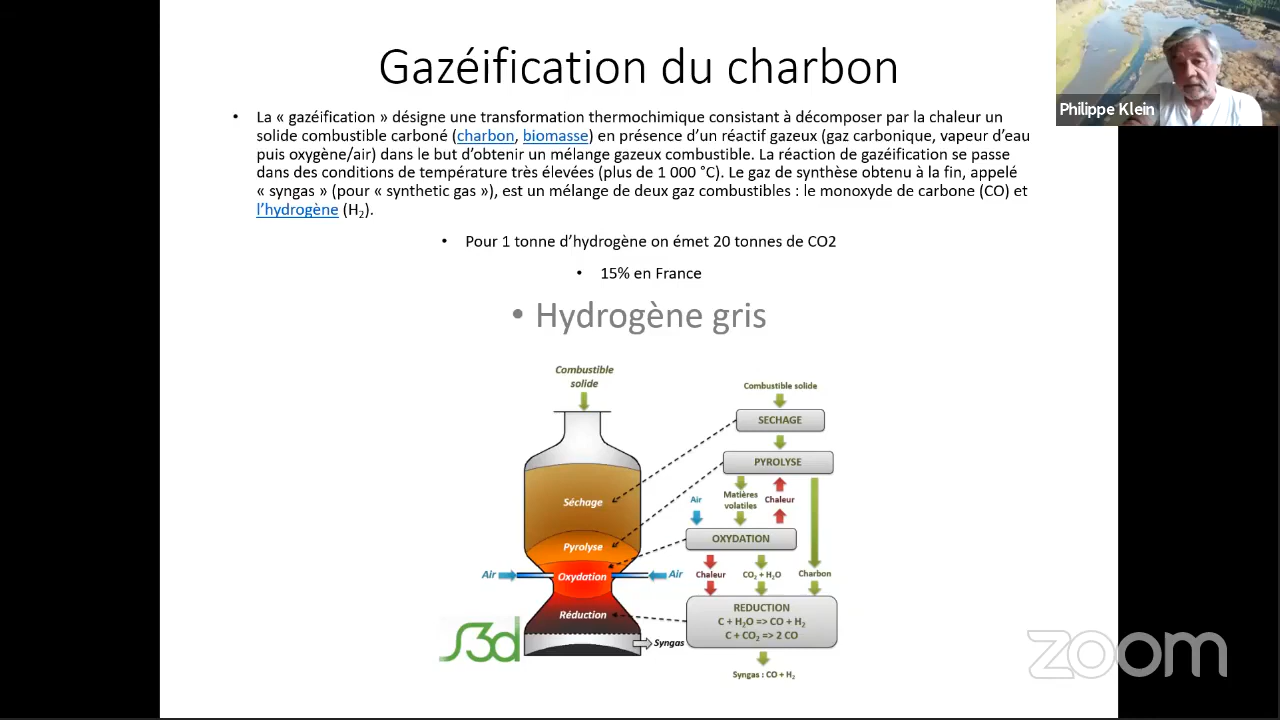 Gazéification du charbon
Philippe Klein
• La « gazéification » désigne une transformation thermochimique consistant à décomposer par la chaleur un
solide combustible carboné (charbon, biomasse) en présence d'un réactif gazeux (gaz carbonique, vapeur d'eau
puis oxygène/air) dans le but d'obtenir un mélange gazeux combustible. La réaction de gazéification se passe
dans des conditions de température très élevées (plus de 1 000 °C). Le gaz de synthèse obtenu à la fin, appelé
« syngas » (pour « synthetic gas »), est un mélange de deux gaz combustibles : le monoxyde de carbone (CO) et
l'hydrogène (H₂).
• Pour 1 tonne d'hydrogène on émet 20 tonnes de CO2
• 15% en France
• Hydrogène gris
Combustible
solide
Séchage
Pyrolyse
Air
Oxydation
Air
Réduction
Syngas
S3d
Combustible solide
SECHAGE
PYROLYSE
Air
Matières
volatiles
Chaleur
OXYDATION
Chaleur
CO₂ + H₂O
Charbon
REDUCTION
C + H₂O => CO + H₂
C + CO₂ => 2 CO
Syngas : CO + H₂
zoom